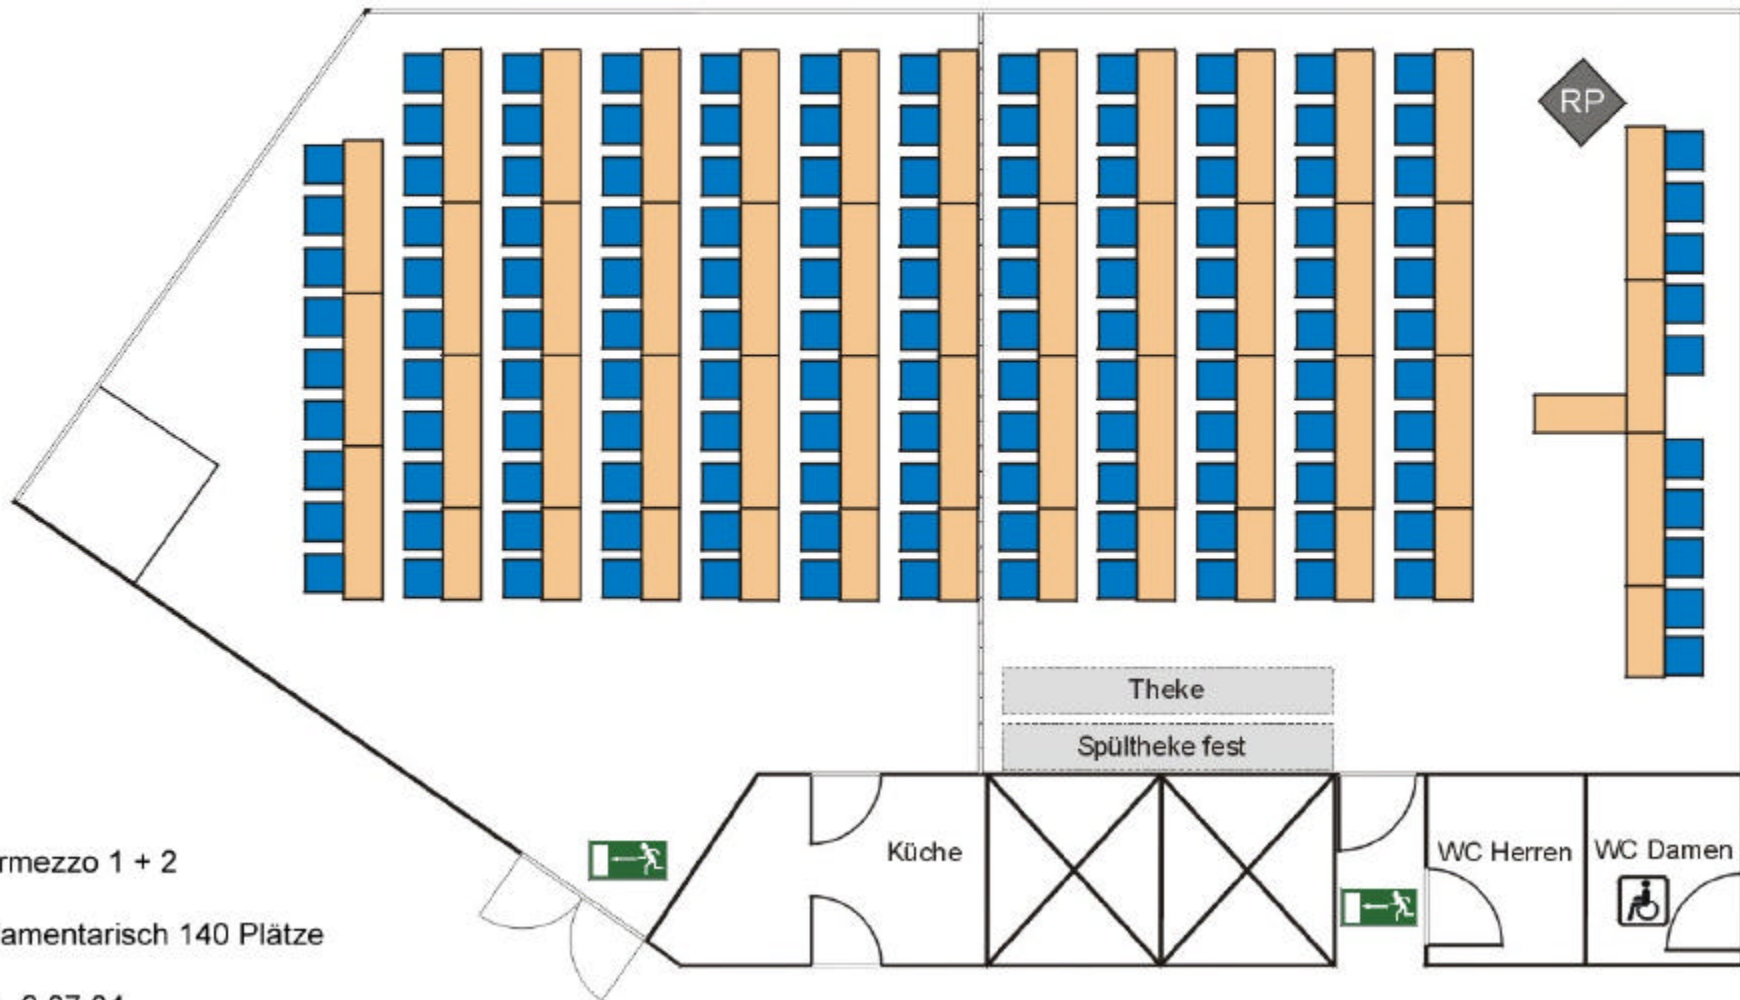 RP
Theke
Spültheke fest
Küche
WC Herren
WC Damen
rmezzo 1 + 2
amentarisch 140 Plätze